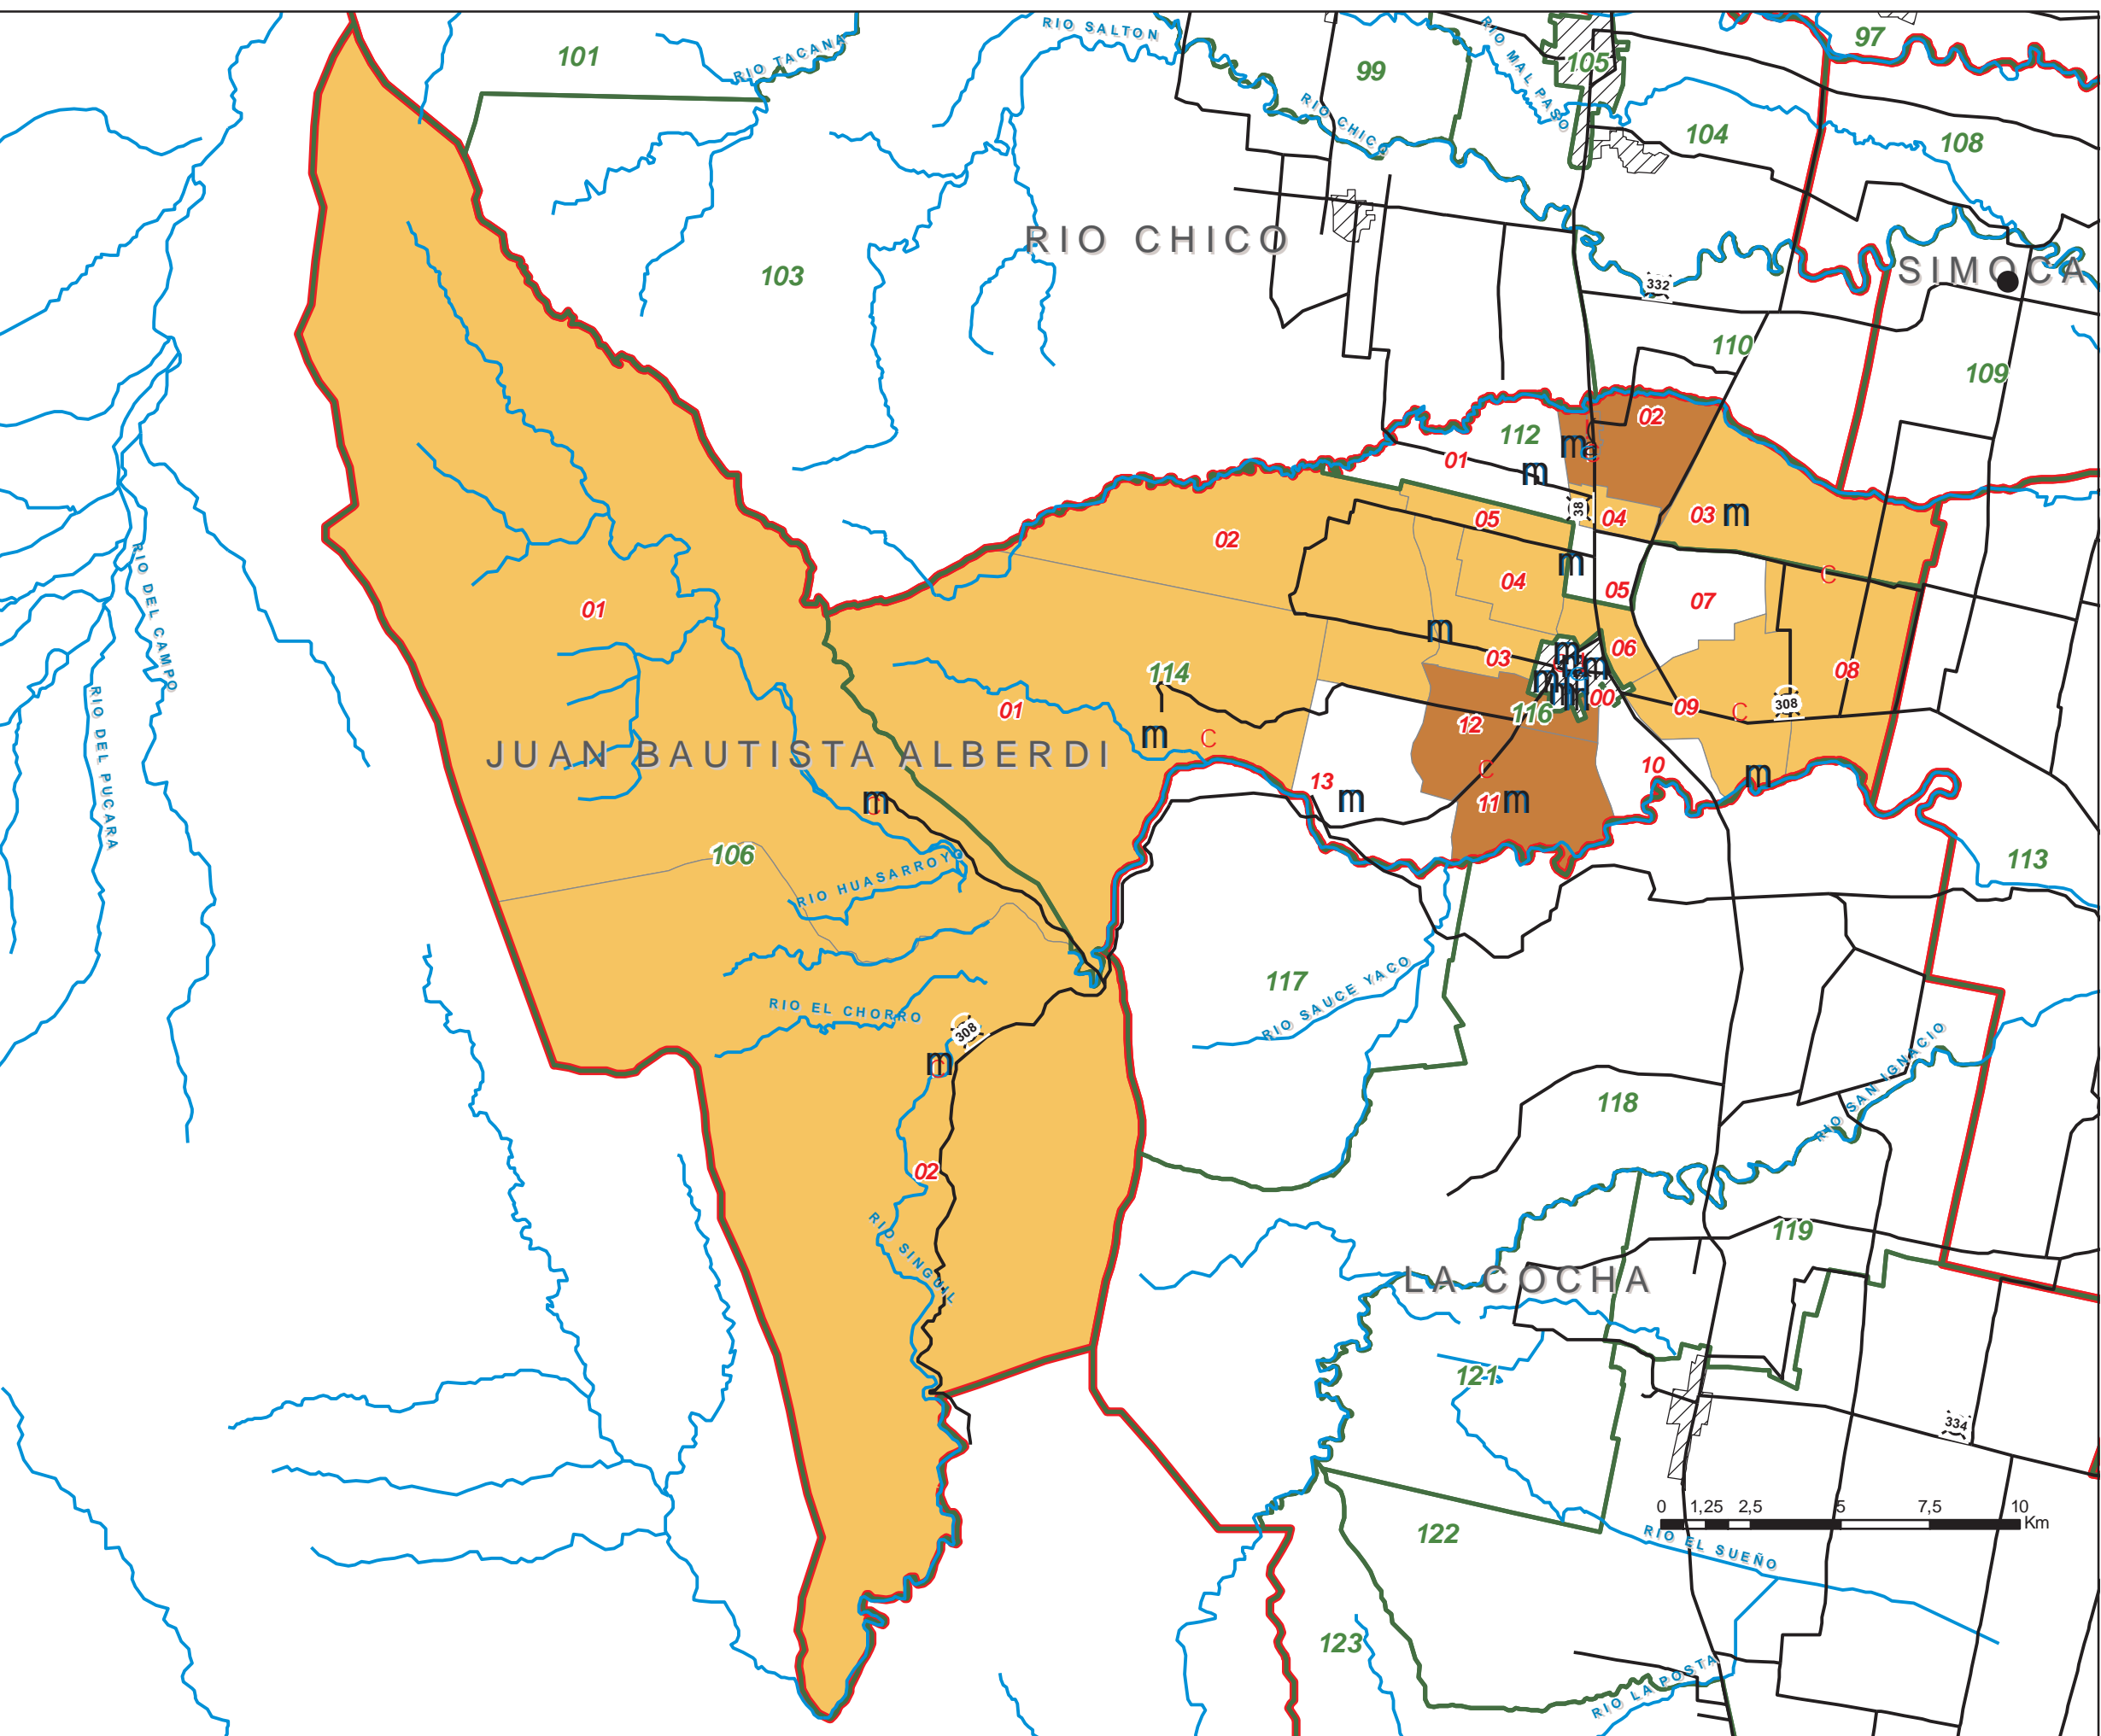 RIO SALTON
101
RIO TACANA
99
RIO MAL PASO
105
97
RIO CHICO
104
108
RIO CHICO
103
SIMOCA
332
110
109
02
112
01
m
e
m
38
05
04
03
m
02
m
04
05
07
C
01
m
03
06
m
m
m
m
08
114
00
01
116
12
09
C
308
m
C
JUAN BAUTISTA ALBERDI
10
m
C
13
m
11
m
m
C
RIO DEL CAMPO
RIO DEL PUCARA
106
RIO HUASARROYO
113
117
RIO SAUCE YACO
RIO EL CHORRO
308
m
118
RIO SAN IGNACIO
02
RIO SINGUIL
119
LA COCHA
121
334
0 1,25 2,5 5 7,5 10
Km
122
RIO EL SUEÑO
123
RIO LA POSTA